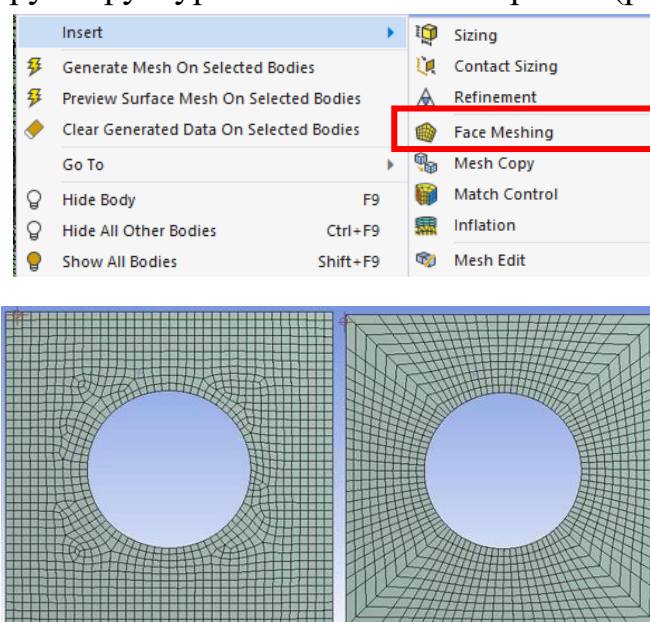 Insert
Generate Mesh On Selected Bodies
Preview Surface Mesh On Selected Bodies
Clear Generated Data On Selected Bodies
Go To
Hide Body F9
Hide All Other Bodies Ctrl+F9
Show All Bodies Shift+F9
Sizing
Contact Sizing
Refinement
Face Meshing
Mesh Copy
Match Control
Inflation
Mesh Edit